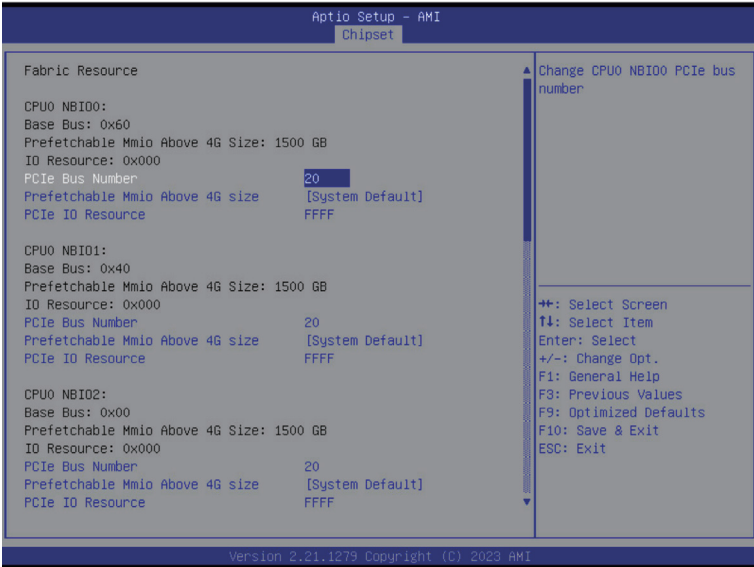 Aptio Setup - AMI
Chipset
Fabric Resource
CPU0 NBIO0:
Base Bus: 0x60
Prefetchable Mmio Above 4G Size: 1500 GB
IO Resource: 0x000
PCIe Bus Number 20
Prefetchable Mmio Above 4G size [System Default]
PCIe IO Resource FFFF
CPU0 NBIO1:
Base Bus: 0x40
Prefetchable Mmio Above 4G Size: 1500 GB
IO Resource: 0x000
PCIe Bus Number 20
Prefetchable Mmio Above 4G size [System Default]
PCIe IO Resource FFFF
CPU0 NBIO2:
Base Bus: 0x00
Prefetchable Mmio Above 4G Size: 1500 GB
IO Resource: 0x000
PCIe Bus Number 20
Prefetchable Mmio Above 4G size [System Default]
PCIe IO Resource FFFF
Change CPU0 NBIO0 PCIe bus
number
→←: Select Screen
↑↓: Select Item
Enter: Select
+/-: Change Opt.
F1: General Help
F3: Previous Values
F9: Optimized Defaults
F10: Save & Exit
ESC: Exit
Version 2.21.1279 Copyright (C) 2023 AMI